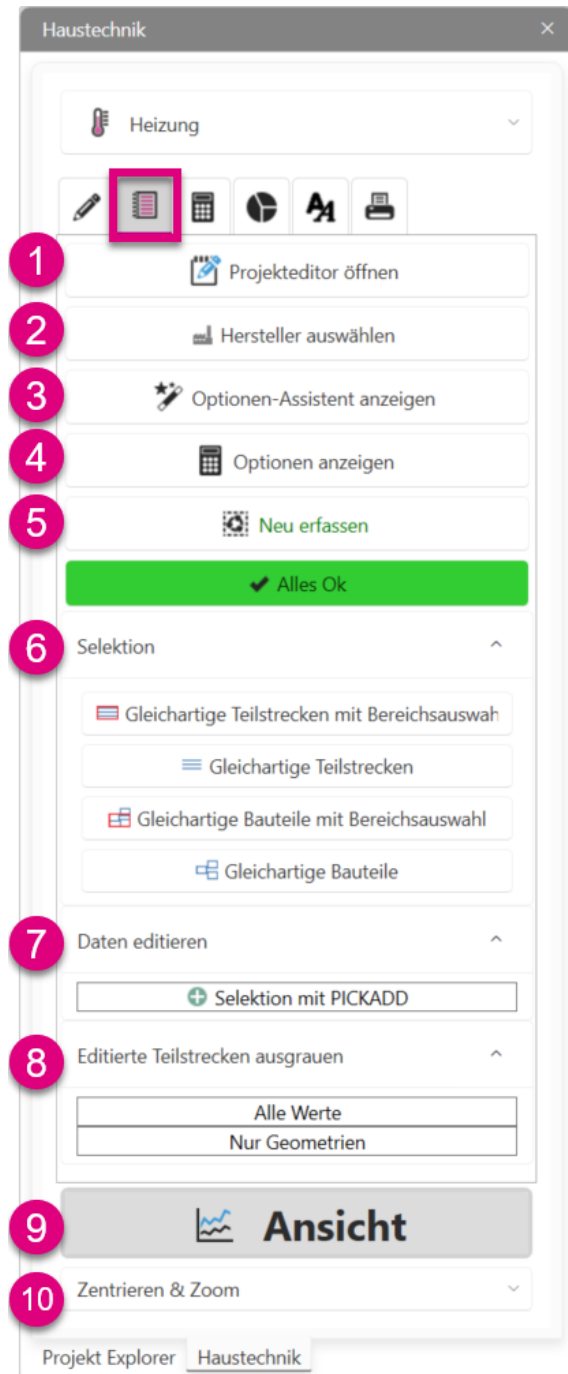 Haustechnik
Heizung
1 Projekteditor öffnen
2 Hersteller auswählen
3 Optionen-Assistent anzeigen
4 Optionen anzeigen
5 Neu erfassen
Alles Ok
6 Selektion
Gleichartige Teilstrecken mit Bereichsauswah
Gleichartige Teilstrecken
Gleichartige Bauteile mit Bereichsauswahl
Gleichartige Bauteile
7 Daten editieren
Selektion mit PICKADD
8 Editierte Teilstrecken ausgrauen
Alle Werte
Nur Geometrien
9 Ansicht
10 Zentrieren & Zoom
Projekt Explorer Haustechnik